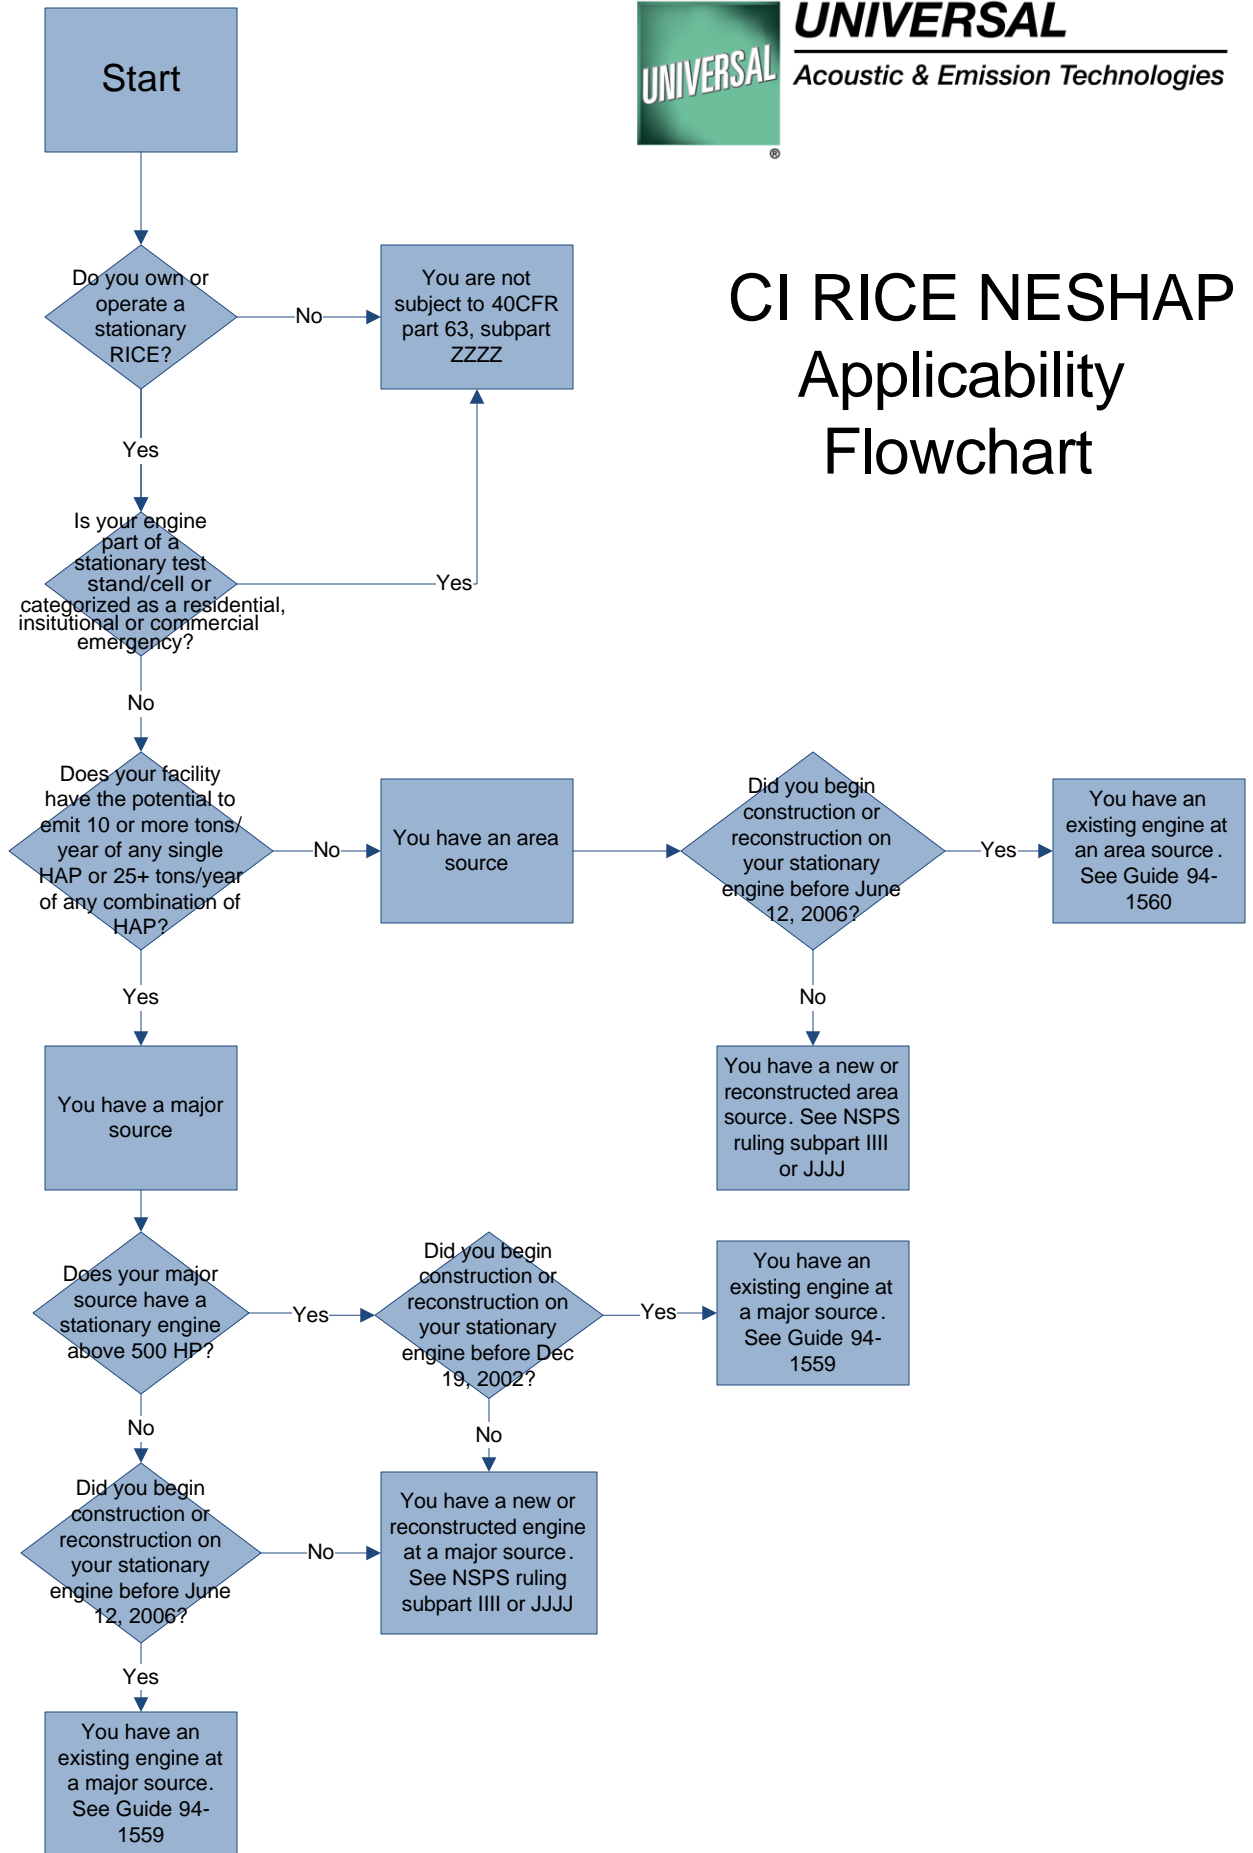 Start
UNIVERSAL
UNIVERSAL
Acoustic & Emission Technologies
®
CI RICE NESHAP
Applicability
Flowchart
Do you own or
operate a
stationary
RICE?
No
You are not
subject to 40CFR
part 63, subpart
ZZZZ
Yes
Is your engine
part of a
stationary test
stand/cell or
categorized as a residential,
insitutional or commercial
emergency?
Yes
No
Does your facility
have the potential to
emit 10 or more tons/
year of any single
HAP or 25+ tons/year
of any combination of
HAP?
No
You have an area
source
Did you begin
construction or
reconstruction on
your stationary
engine before June
12, 2006?
Yes
You have an
existing engine at
an area source.
See Guide 94-
1560
Yes
No
You have a major
source
You have a new or
reconstructed area
source. See NSPS
ruling subpart IIII
or JJJJ
Does your major
source have a
stationary engine
above 500 HP?
Yes
Did you begin
construction or
reconstruction on
your stationary
engine before Dec
19, 2002?
Yes
You have an
existing engine at
a major source.
See Guide 94-
1559
No
No
Did you begin
construction or
reconstruction on
your stationary
engine before June
12, 2006?
No
You have a new or
reconstructed engine
at a major source.
See NSPS ruling
subpart IIII or JJJJ
Yes
You have an
existing engine at
a major source.
See Guide 94-
1559